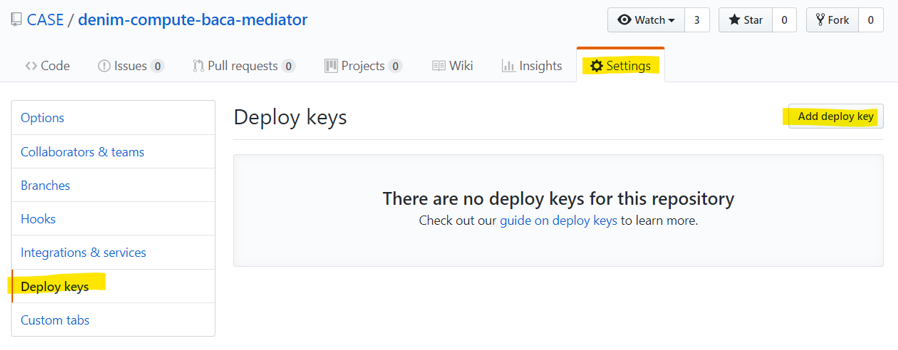 CASE / denim-compute-baca-mediator
Watch 3 Star 0 Fork 0
Code Issues 0 Pull requests 0 Projects 0 Wiki Insights Settings
Options
Collaborators & teams
Branches
Hooks
Integrations & services
Deploy keys
Custom tabs
Deploy keys
Add deploy key
There are no deploy keys for this repository
Check out our guide on deploy keys to learn more.